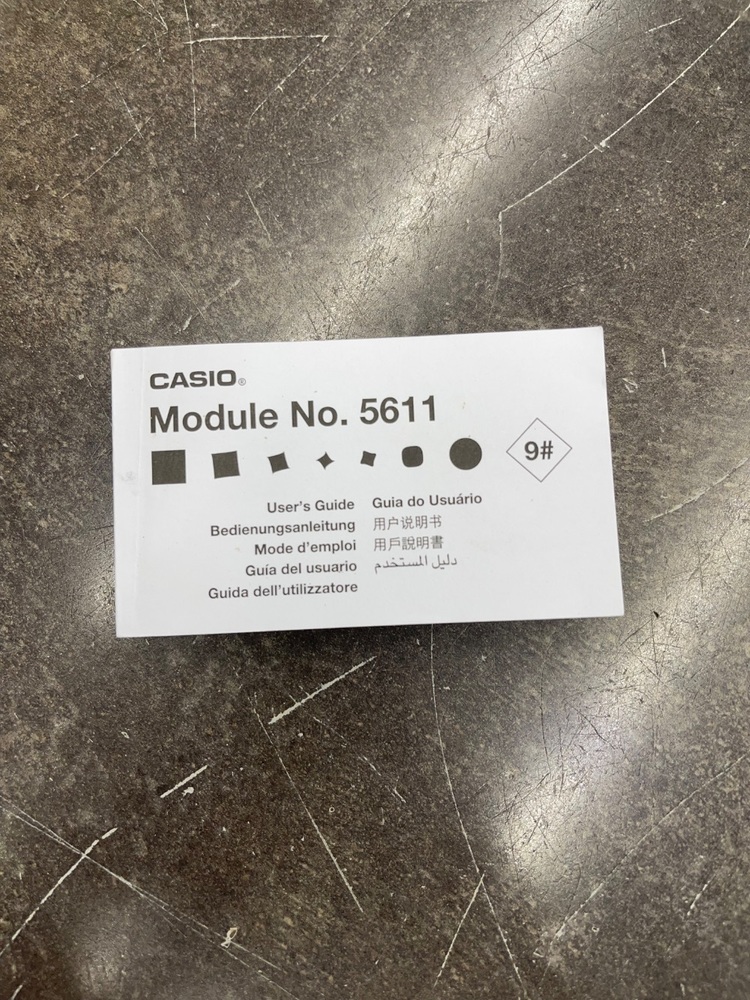 CASIO®
Module No. 5611
9#
User's Guide
Bedienungsanleitung
Mode d'emploi
Guía del usuario
Guida dell'utilizzatore
Guia do Usuário
用户说明书
用戶說明書
دليل المستخدم